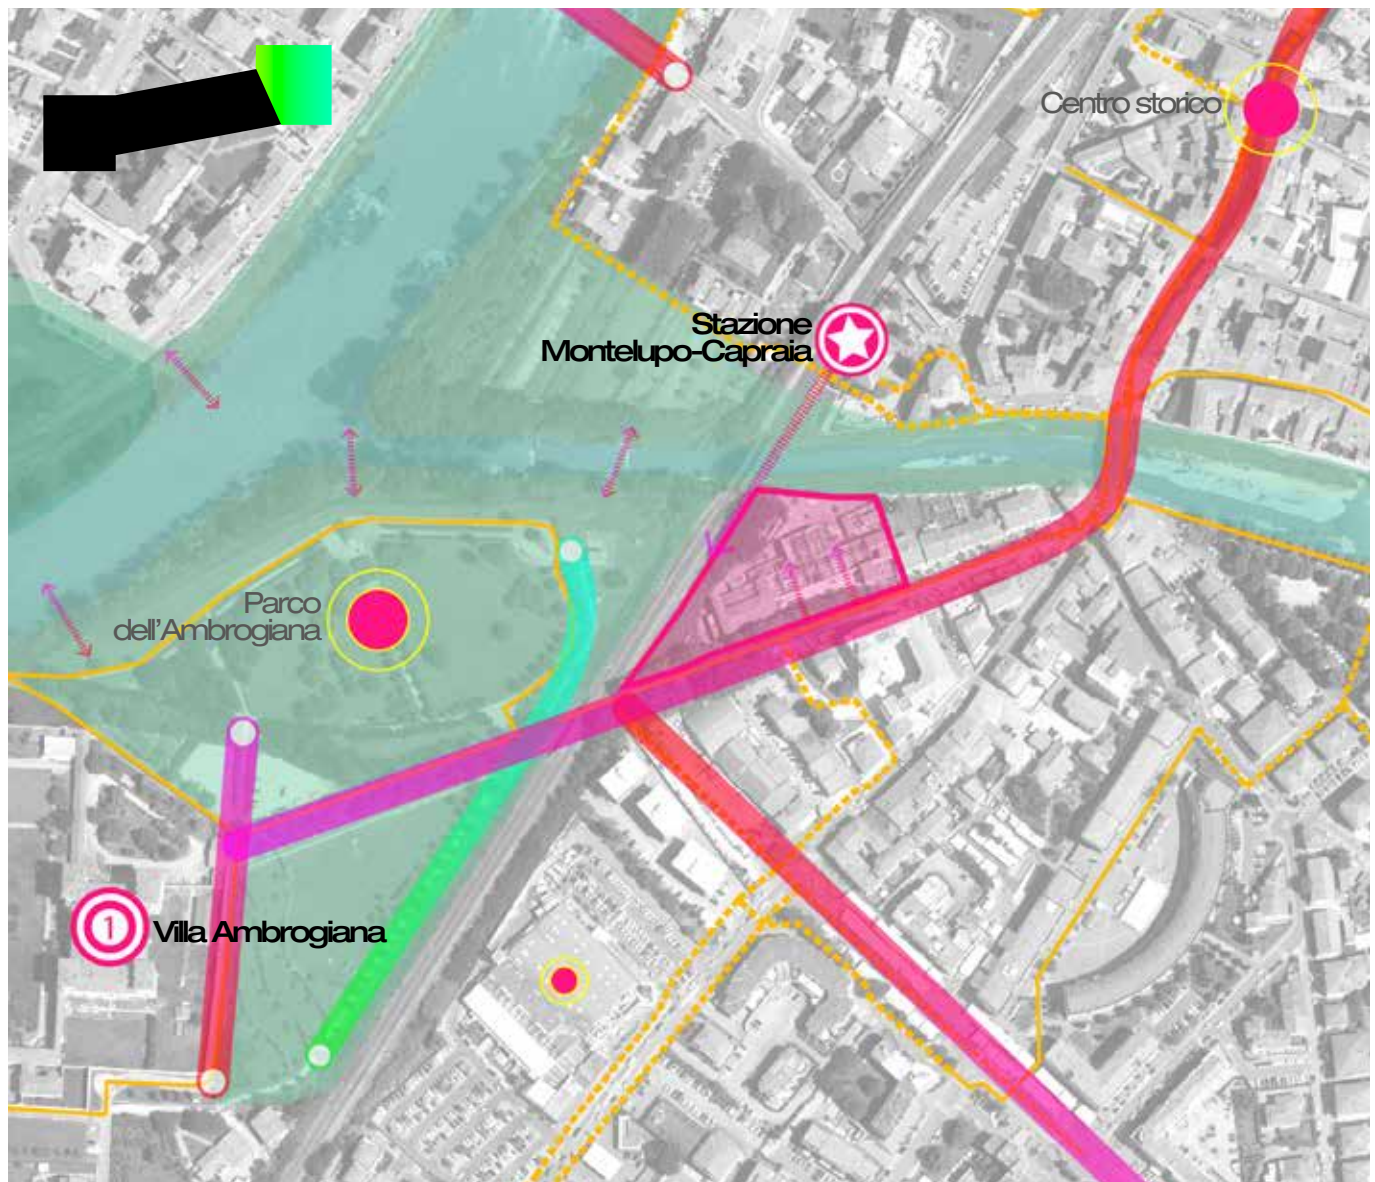 Centro storico
Stazione
Montelupo-Capraia
Parco
dell'Ambrogiana
1
Villa Ambrogiana